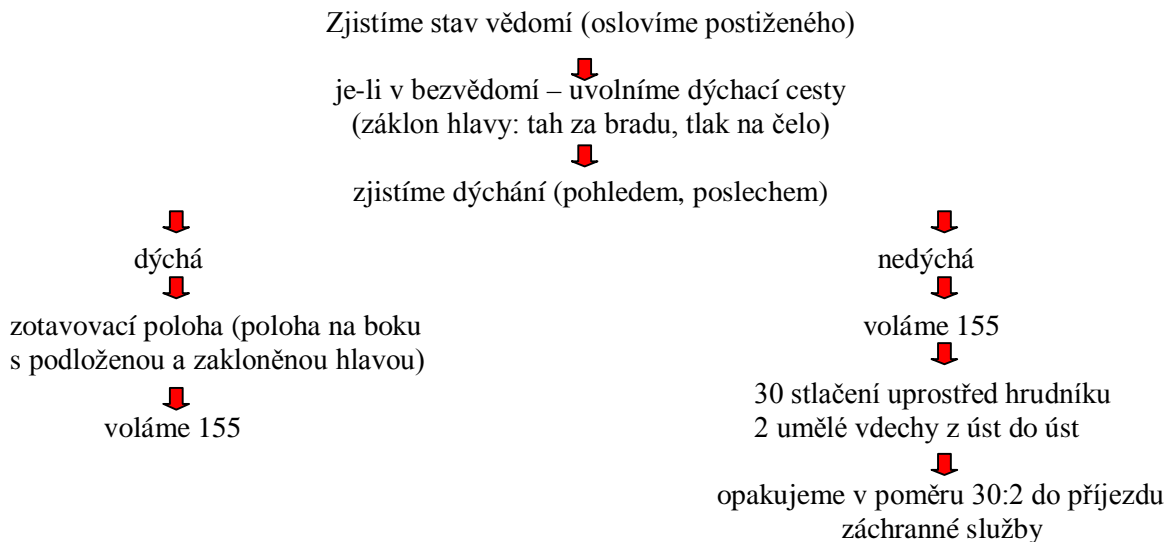 Zjistíme stav vědomí (oslovíme postiženého)
je-li v bezvědomí – uvolníme dýchací cesty
(záklon hlavy: tah za bradu, tlak na čelo)
zjistíme dýchání (pohledem, poslechem)
dýchá
zotavovací poloha (poloha na boku
s podloženou a zakloněnou hlavou)
voláme 155
nedýchá
voláme 155
30 stlačení uprostřed hrudníku
2 umělé vdechy z úst do úst
opakujeme v poměru 30:2 do příjezdu
záchranné služby